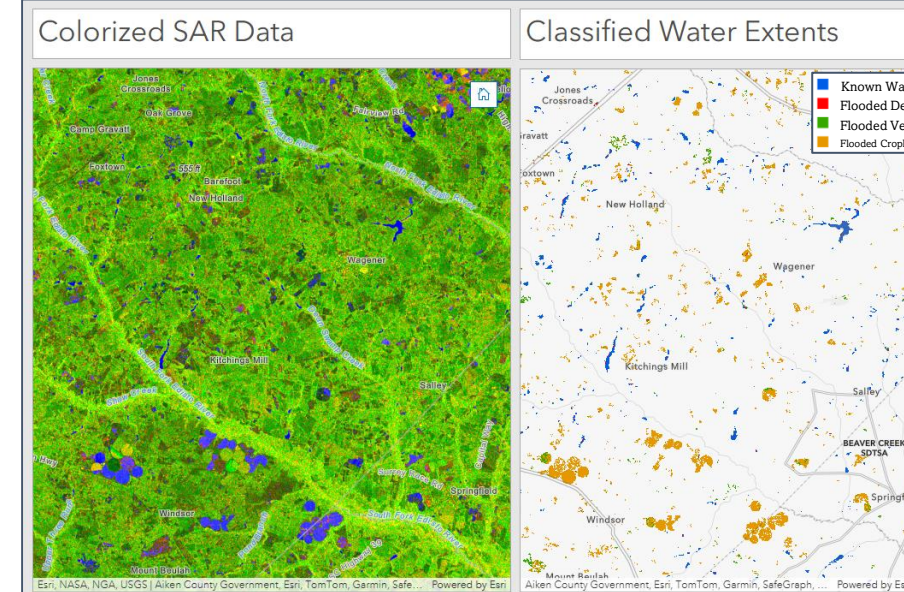 Colorized SAR Data
Classified Water Extents
Jones
Crossroads
Oak Grove
Fairview Rd
Camp Gravatt
Foxtown
555 ft
Barefoot
New Holland
Wagener
Kitchings Mill
Shaw Creek
South Fork Edisto River
Salley
Springfield
Windsor
South Fork Edisto River
Mount Beulah
Esri, NASA, NGA, USGS | Aiken County Government, Esri, TomTom, Garmin, Safe... Powered by Esri
Known Wa
Flooded De
Flooded Ve
Flooded Cropl
Jones
Crossroads
ravatt
oxtown
New Holland
Wagener
Kitchings Mill
Salley
BEAVER CREEK
SDTSA
Springf
Windsor
Mount Beulah
Aiken County Government, Esri, TomTom, Garmin, SafeGraph, ... Powered by Es